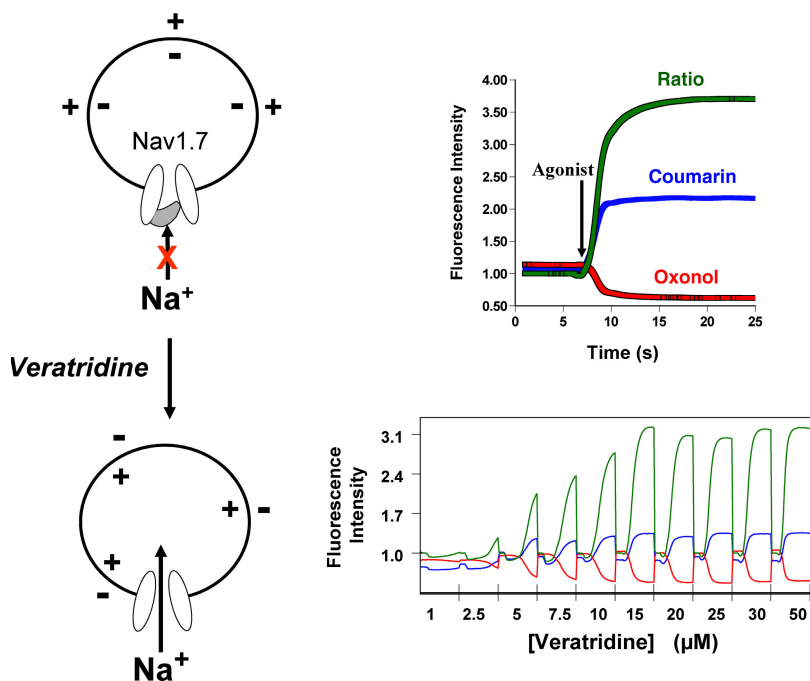 +
-
+ - - +
Nav1.7
X
Na+
Veratridine
-
+
+ -
+
-
Na+
Fluorescence Intensity
4.00
3.50
3.00
2.50
2.00
1.50
1.00
0.50
Ratio
Agonist
Coumarin
Oxonol
0 5 10 15 20 25
Time (s)
Fluorescence
Intensity
3.1
2.4
1.7
1.0
1 2.5 5 7.5 10 15 20 25 30 50
[Veratridine] (µM)